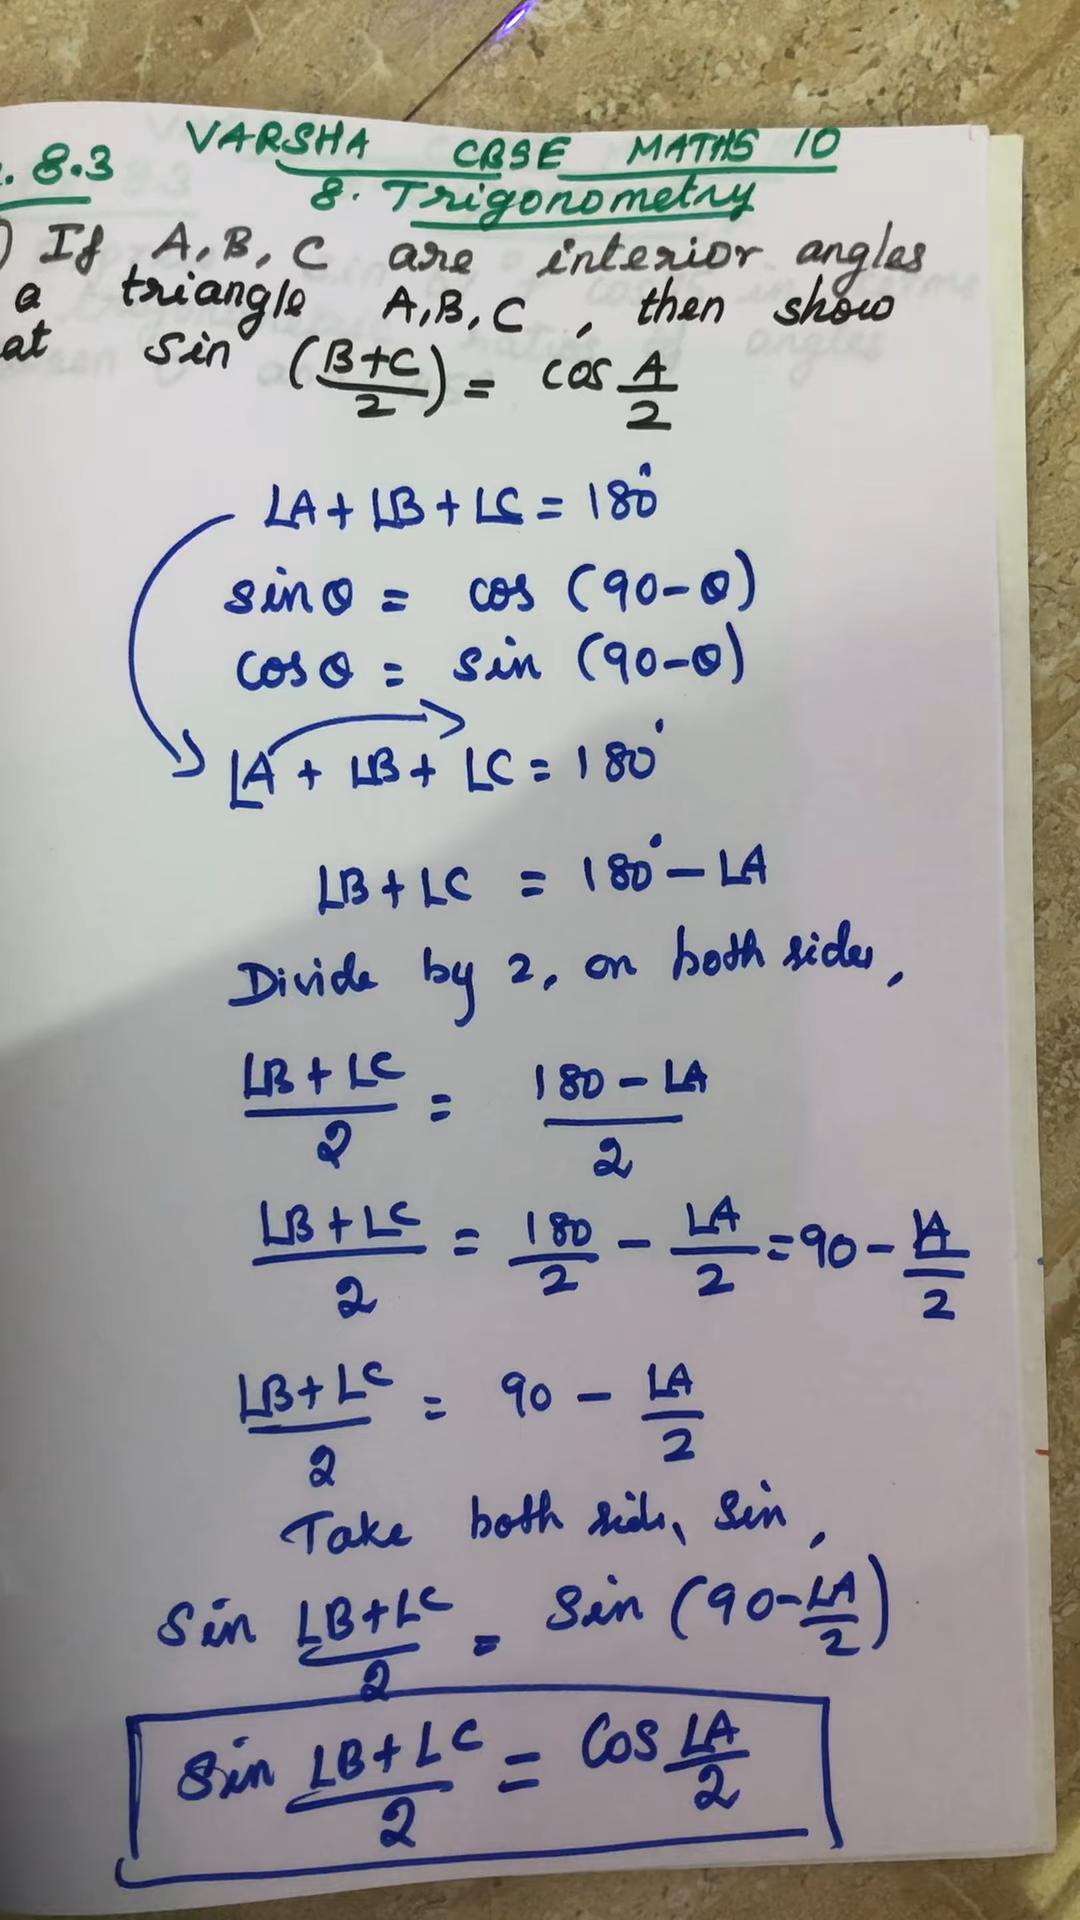 . 8.3 VARSHA CBSE MATHS 10
8. Trigonometry
) If A, B, C are interior angles
a triangle A, B, C, then show
at sin (B+C/2) = cos A/2
∠A + ∠B + ∠C = 180°
sin θ = cos (90-θ)
cos θ = sin (90-θ)
∠A + ∠B + ∠C = 180°
∠B + ∠C = 180° - ∠A
Divide by 2, on both sides,
∠B + ∠C/2 = 180 - ∠A/2
∠B + ∠C/2 = 180/2 - ∠A/2 = 90 - ∠A/2
∠B + ∠C/2 = 90 - ∠A/2
Take both side, Sin,
Sin ∠B+∠C/2 = Sin (90-∠A/2)
Sin ∠B+∠C/2 = Cos ∠A/2